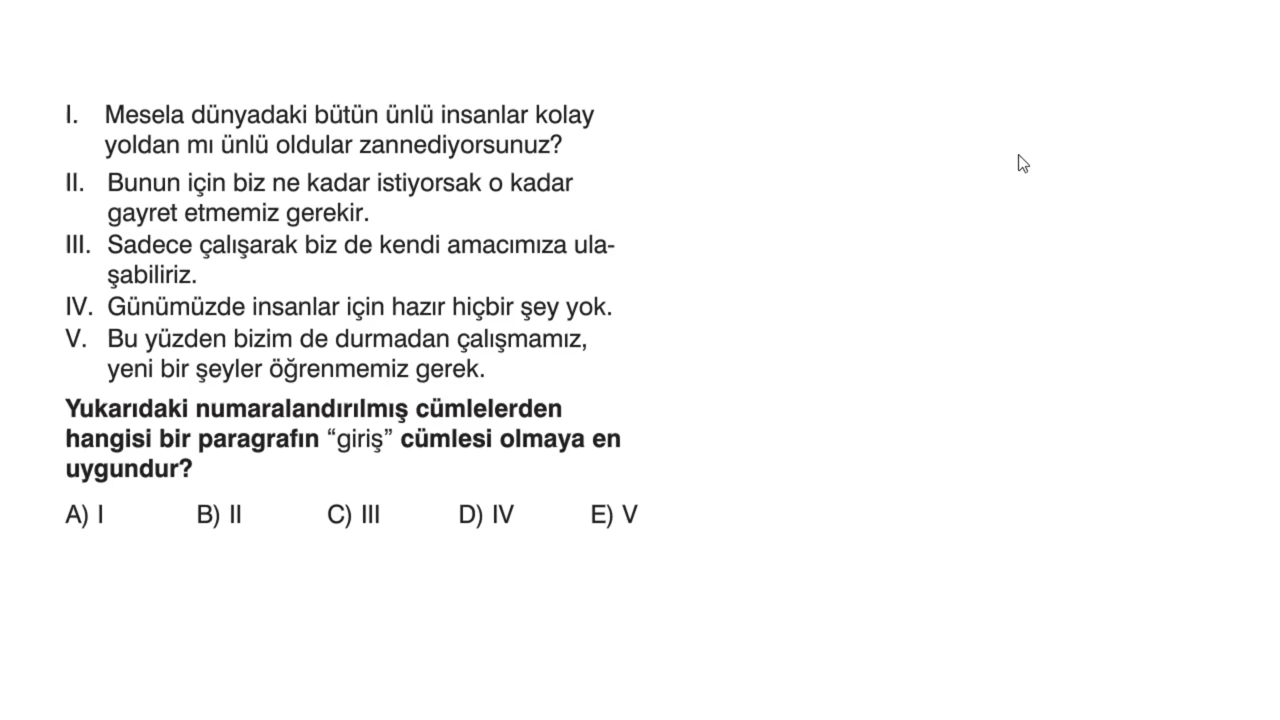 I. Mesela dünyadaki bütün ünlü insanlar kolay
yoldan mı ünlü oldular zannediyorsunuz?
II. Bunun için biz ne kadar istiyorsak o kadar
gayret etmemiz gerekir.
III. Sadece çalışarak biz de kendi amacımıza ula-
şabiliriz.
IV. Günümüzde insanlar için hazır hiçbir şey yok.
V. Bu yüzden bizim de durmadan çalışmamız,
yeni bir şeyler öğrenmemiz gerek.
Yukarıdaki numaralandırılmış cümlelerden
hangisi bir paragrafın “giriş” cümlesi olmaya en
uygundur?
A) I B) II C) III D) IV E) V